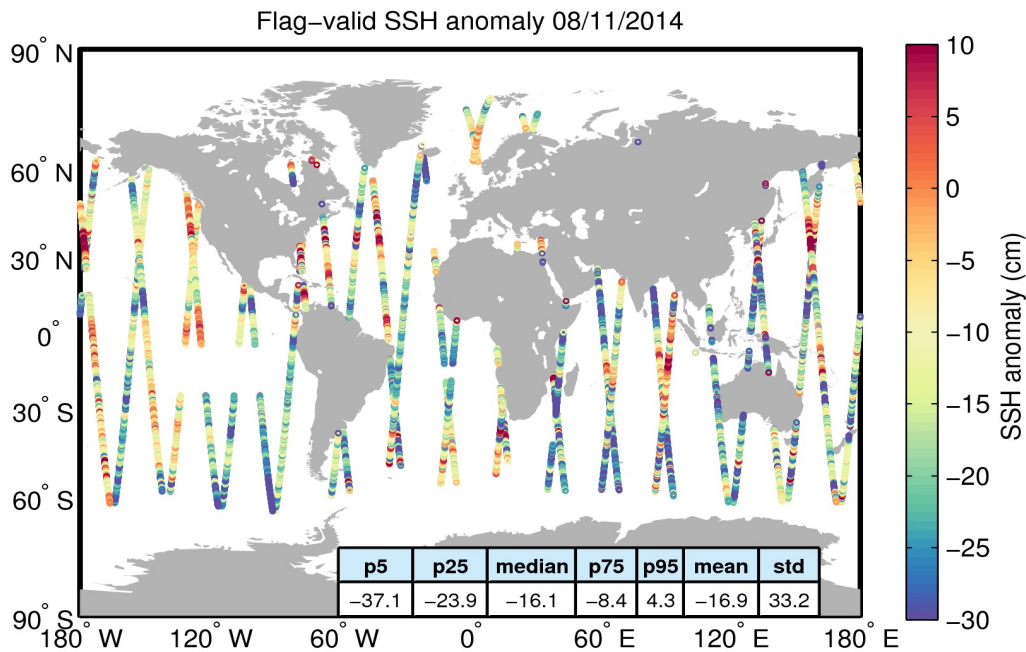 Flag−valid SSH anomaly 08/11/2014
90° N
60° N
30° N
0°
30° S
60° S
90° S
180° W
120° W
60° W
0°
60° E
120° E
180° E
p5 p25 median p75 p95 mean std
−37.1 −23.9 −16.1 −8.4 4.3 −16.9 33.2
10
5
0
−5
−10
−15
−20
−25
−30
SSH anomaly (cm)